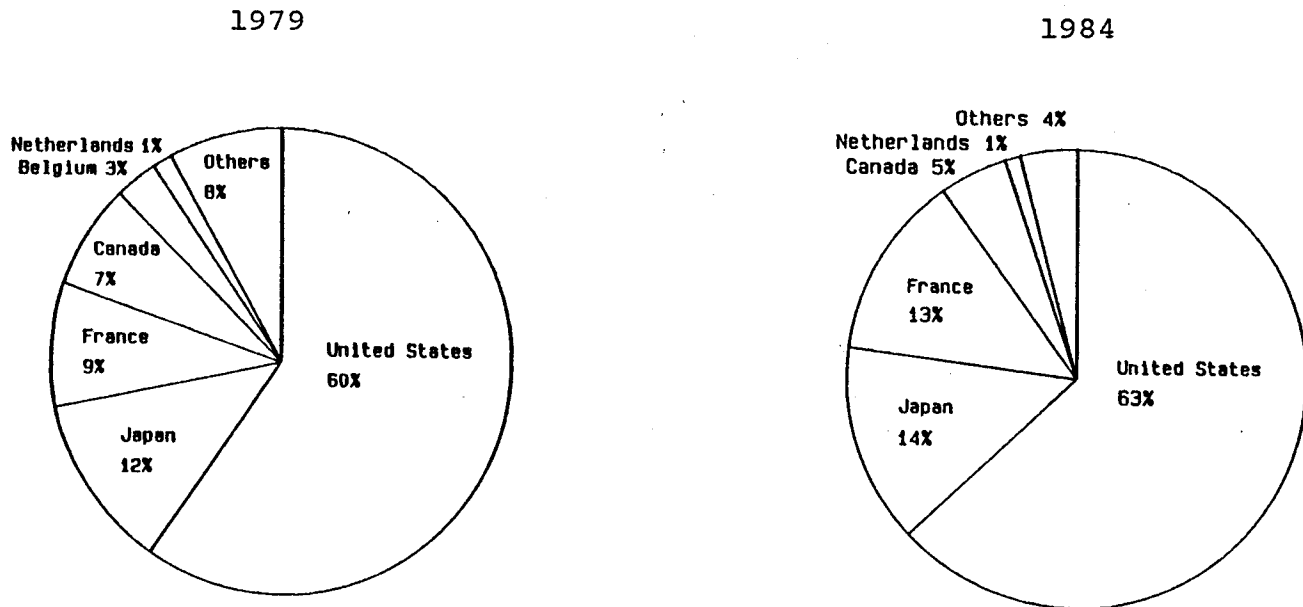 1979
1984
Netherlands 1%
Belgium 3%
Others
8%
Canada
7%
France
9%
Japan
12%
United States
60%
Others 4%
Netherlands 1%
Canada 5%
France
13%
Japan
14%
United States
63%